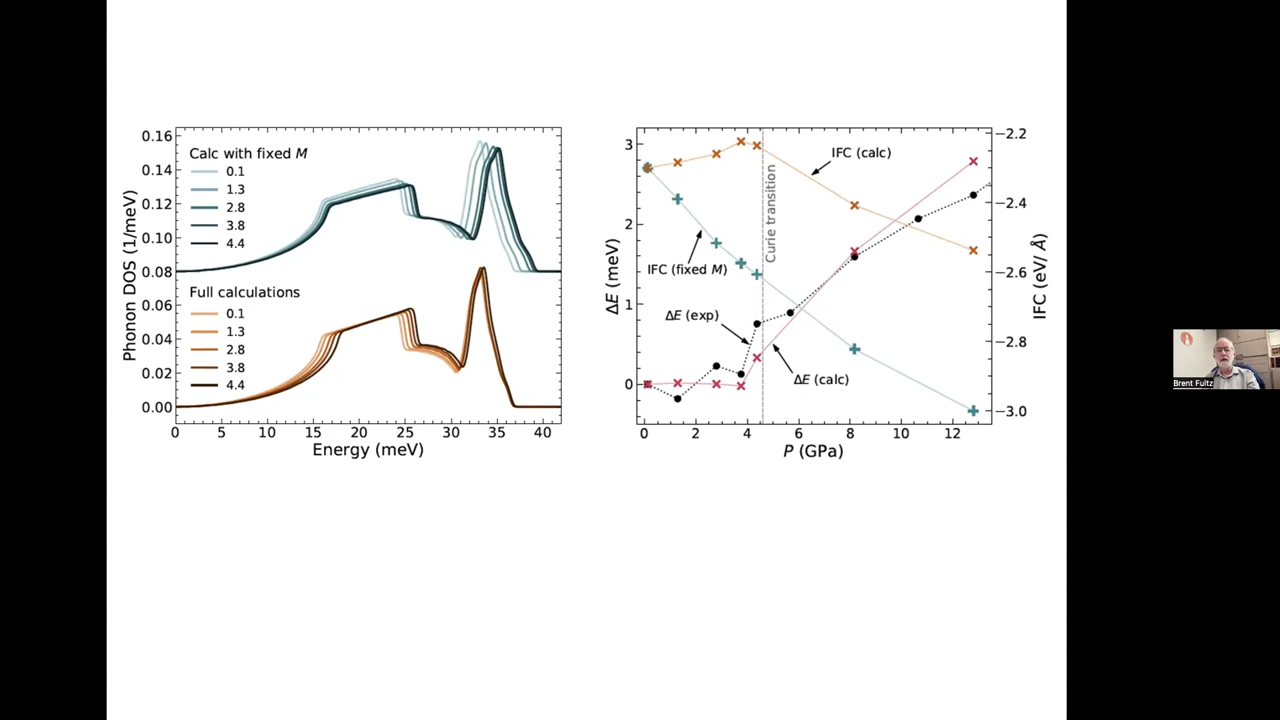 Phonon DOS (1/meV)
0.16
0.14
0.12
0.10
0.08
0.06
0.04
0.02
0.00
Calc with fixed M
0.1
1.3
2.8
3.8
4.4
Full calculations
0.1
1.3
2.8
3.8
4.4
0 5 10 15 20 25 30 35 40
Energy (meV)
ΔE (meV)
3
2
1
0
IFC (calc)
Curie transition
IFC (fixed M)
ΔE (exp)
ΔE (calc)
0 2 4 6 8 10 12
P (GPa)
−2.2
−2.4
−2.6
−2.8
−3.0
IFC (eV/ Å)
Brent Fultz